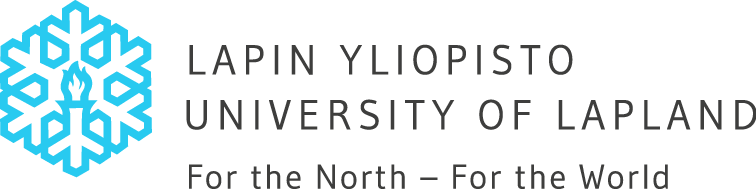 LAPIN YLIOPISTO
UNIVERSITY OF LAPLAND
For the North – For the World